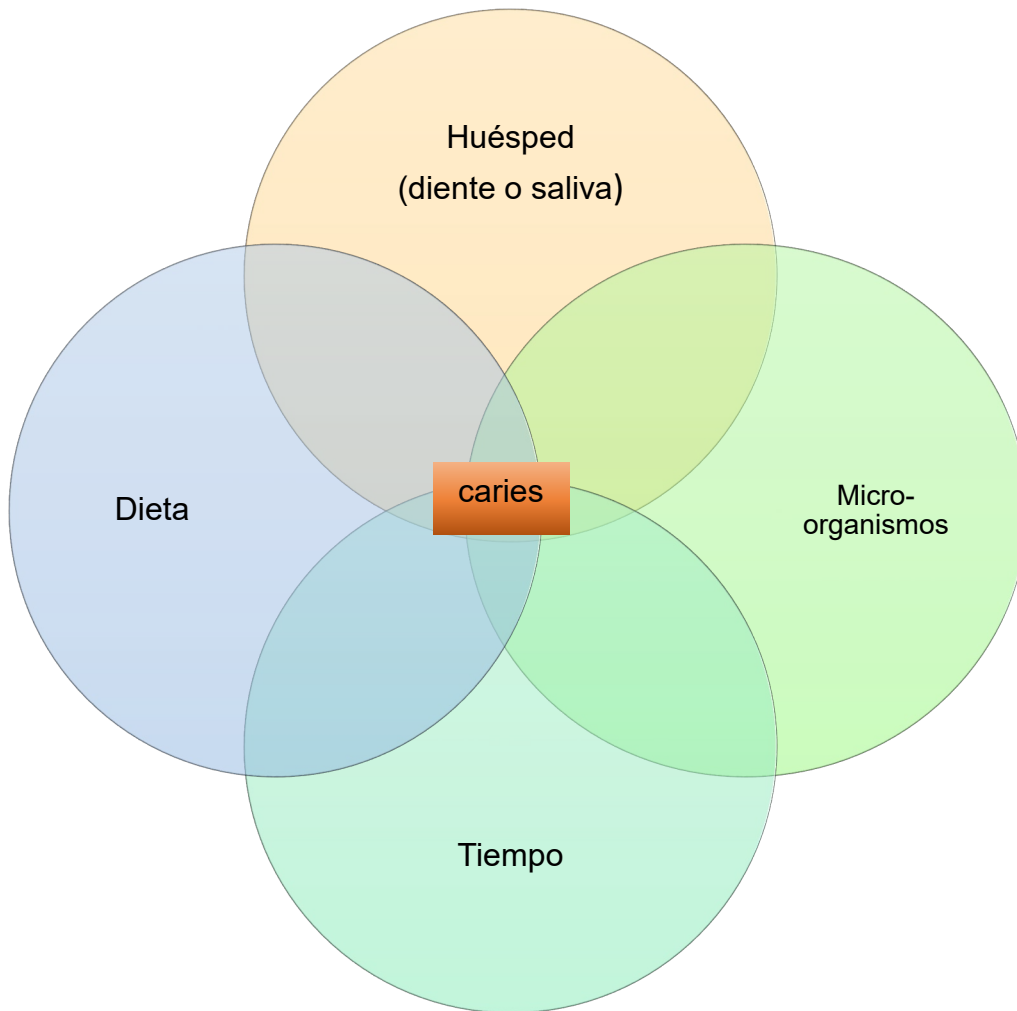 Huésped
(diente o saliva)
caries
Dieta
Micro-
organismos
Tiempo